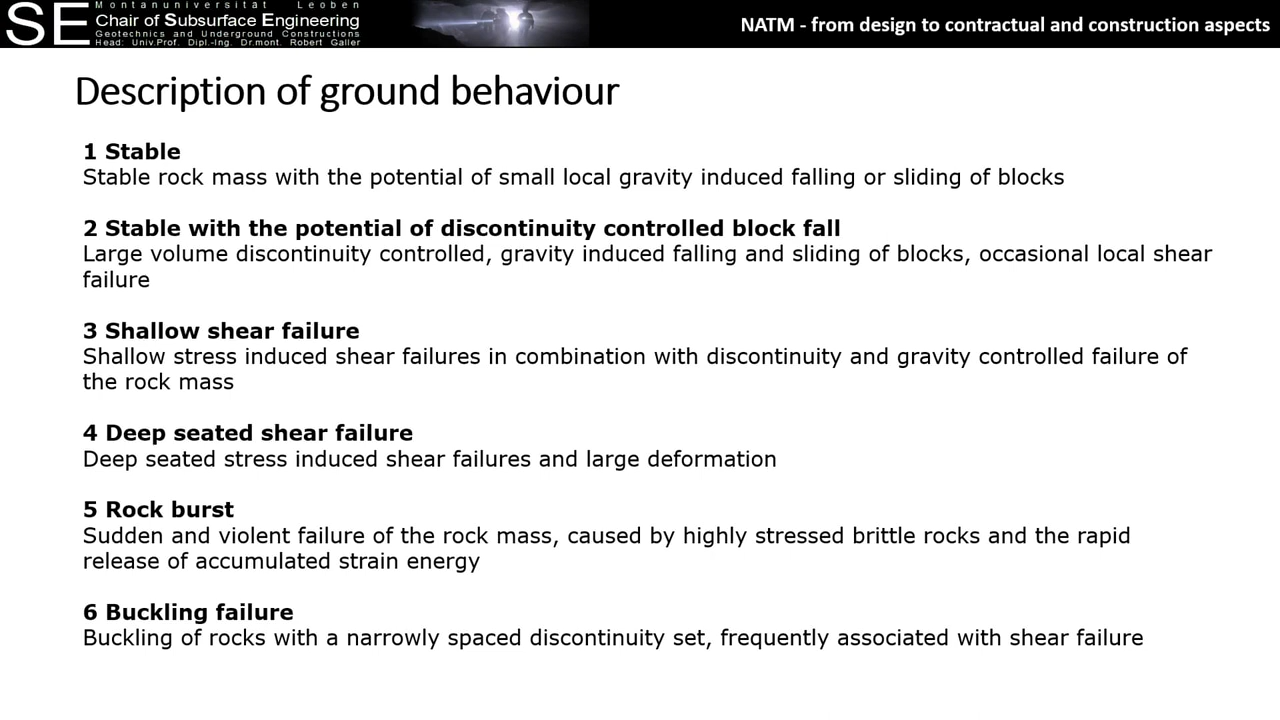 SE
Montanuniversität Leoben
Chair of Subsurface Engineering
Geotechnics and Underground Constructions
Head: Univ.Prof. Dipl.-Ing. Dr.mont. Robert Galler
NATM - from design to contractual and construction aspects
Description of ground behaviour
1 Stable
Stable rock mass with the potential of small local gravity induced falling or sliding of blocks
2 Stable with the potential of discontinuity controlled block fall
Large volume discontinuity controlled, gravity induced falling and sliding of blocks, occasional local shear
failure
3 Shallow shear failure
Shallow stress induced shear failures in combination with discontinuity and gravity controlled failure of
the rock mass
4 Deep seated shear failure
Deep seated stress induced shear failures and large deformation
5 Rock burst
Sudden and violent failure of the rock mass, caused by highly stressed brittle rocks and the rapid
release of accumulated strain energy
6 Buckling failure
Buckling of rocks with a narrowly spaced discontinuity set, frequently associated with shear failure